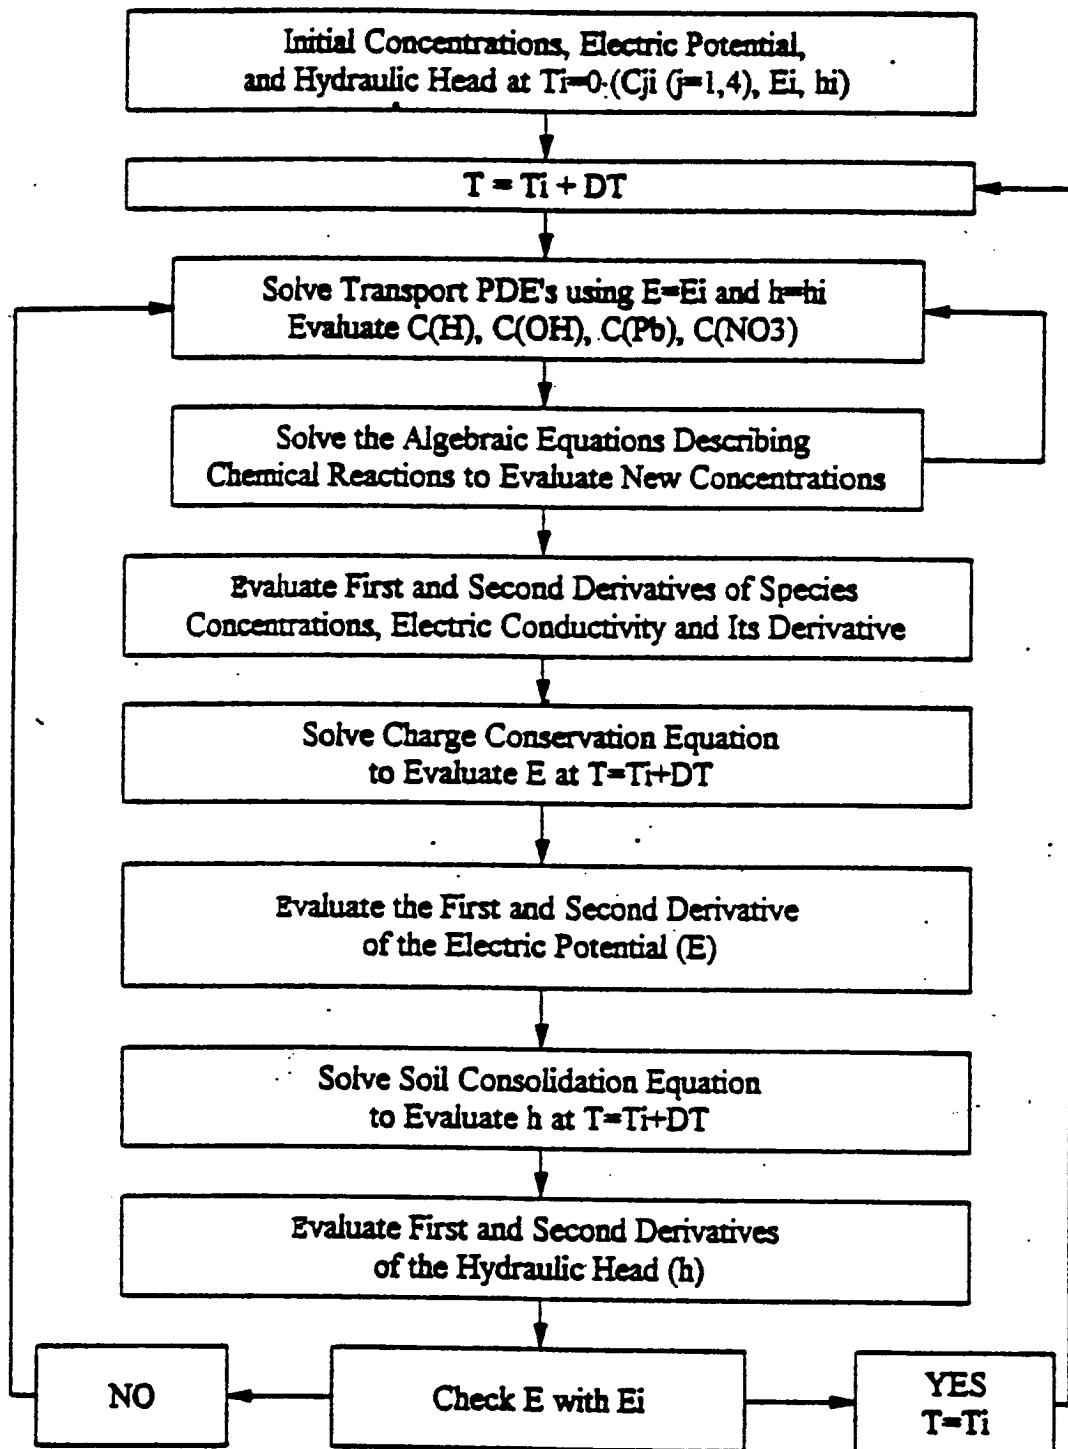 Initial Concentrations, Electric Potential,
and Hydraulic Head at Ti=0 (Cji (j=1,4), Ei, hi)
T = Ti + DT
Solve Transport PDE's using E=Ei and h=hi
Evaluate C(H), C(OH), C(Pb), C(NO3)
Solve the Algebraic Equations Describing
Chemical Reactions to Evaluate New Concentrations
Evaluate First and Second Derivatives of Species
Concentrations, Electric Conductivity and Its Derivative
Solve Charge Conservation Equation
to Evaluate E at T=Ti+DT
Evaluate the First and Second Derivative
of the Electric Potential (E)
Solve Soil Consolidation Equation
to Evaluate h at T=Ti+DT
Evaluate First and Second Derivatives
of the Hydraulic Head (h)
NO
Check E with Ei
YES
T=Ti